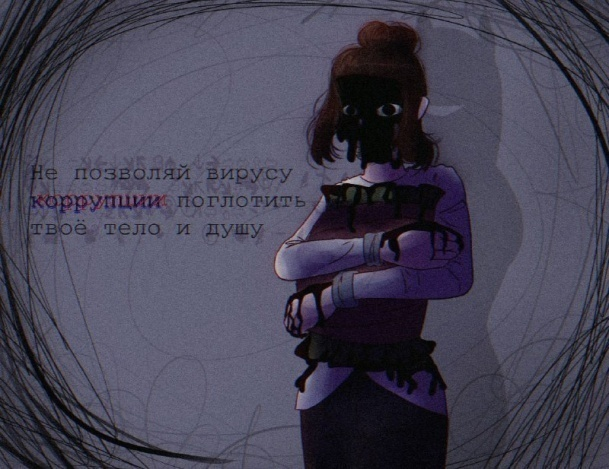 Не позволяй вирусу
коррупции поглотить
твоё тело и душу